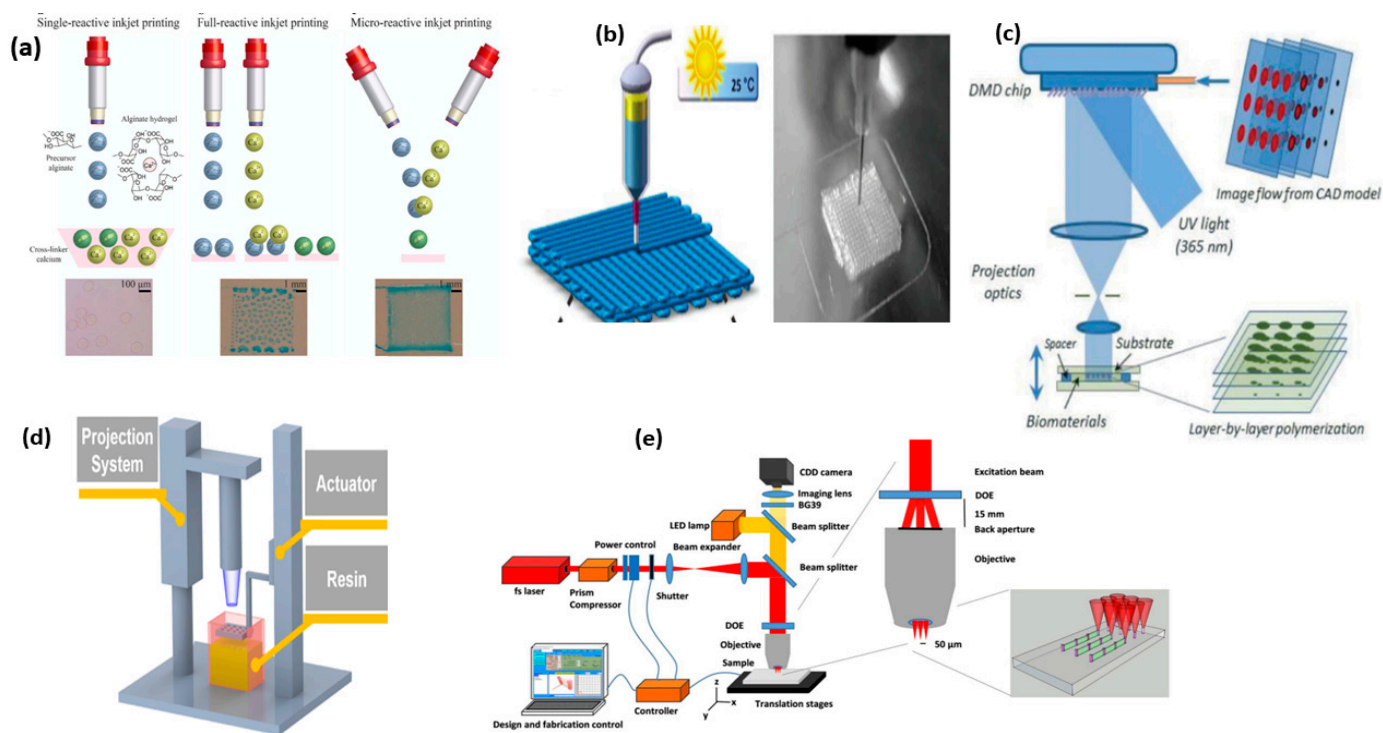 Single-reactive inkjet printing
Full-reactive inkjet printing
Micro-reactive inkjet printing
(a)
Alginate hydrogel
Precursor
alginate
Cross-linker
calcium
100 μm
1 mm
1 mm
(b)
25 °C
(c)
DMD chip
Image flow from CAD model
UV light
(365 nm)
Projection
optics
Spacer
Substrate
Biomaterials
Layer-by-layer polymerization
(d)
Projection
System
Actuator
Resin
(e)
CDD camera
Imaging lens
BG39
LED lamp
Beam splitter
Beam expander
Power control
Beam splitter
fs laser
Prism
Compressor
Shutter
DOE
Objective
Sample
Controller
Translation stages
Design and fabrication control
z
x
y
Excitation beam
DOE
15 mm
Back aperture
Objective
50 μm